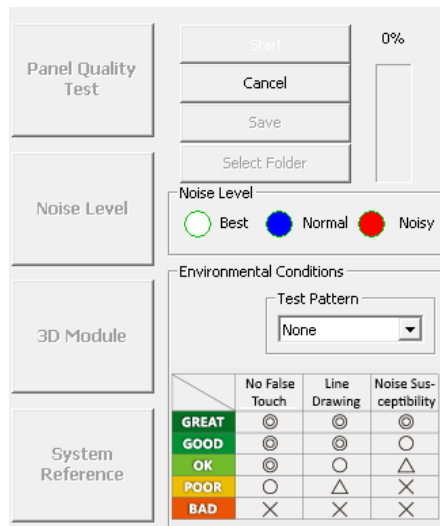 Panel Quality
Test
Noise Level
3D Module
System
Reference
Start
Cancel
Save
Select Folder
0%
Noise Level
Best
Normal
Noisy
Environmental Conditions
Test Pattern
None
No False
Touch
Line
Drawing
Noise Sus-
ceptibility
GREAT ◎ ◎ ◎
GOOD ◎ ◎ ○
OK ◎ ○ △
POOR ○ △ ×
BAD × × ×